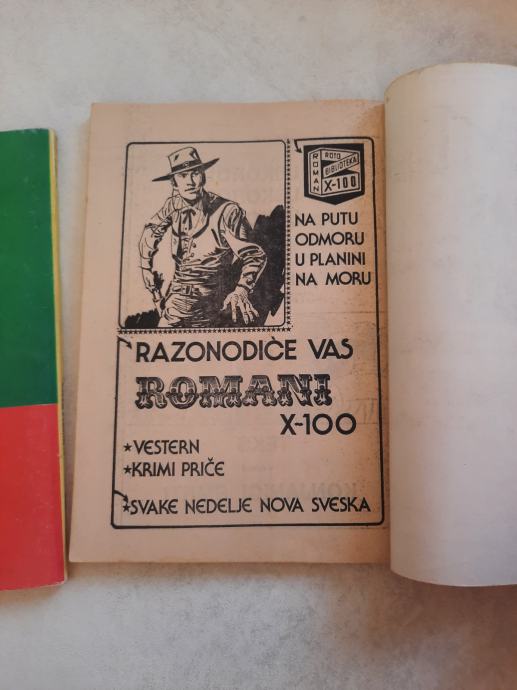 ROMAN
ROTO
BIBLIOTEKA
X-100
NA PUTU
ODMORU
U PLANINI
NA MORU
RAZONODIĆE VAS
ROMANI
X-100
★VESTERN
★KRIMI PRIČE
★SVAKE NEDELJE NOVA SVESKA